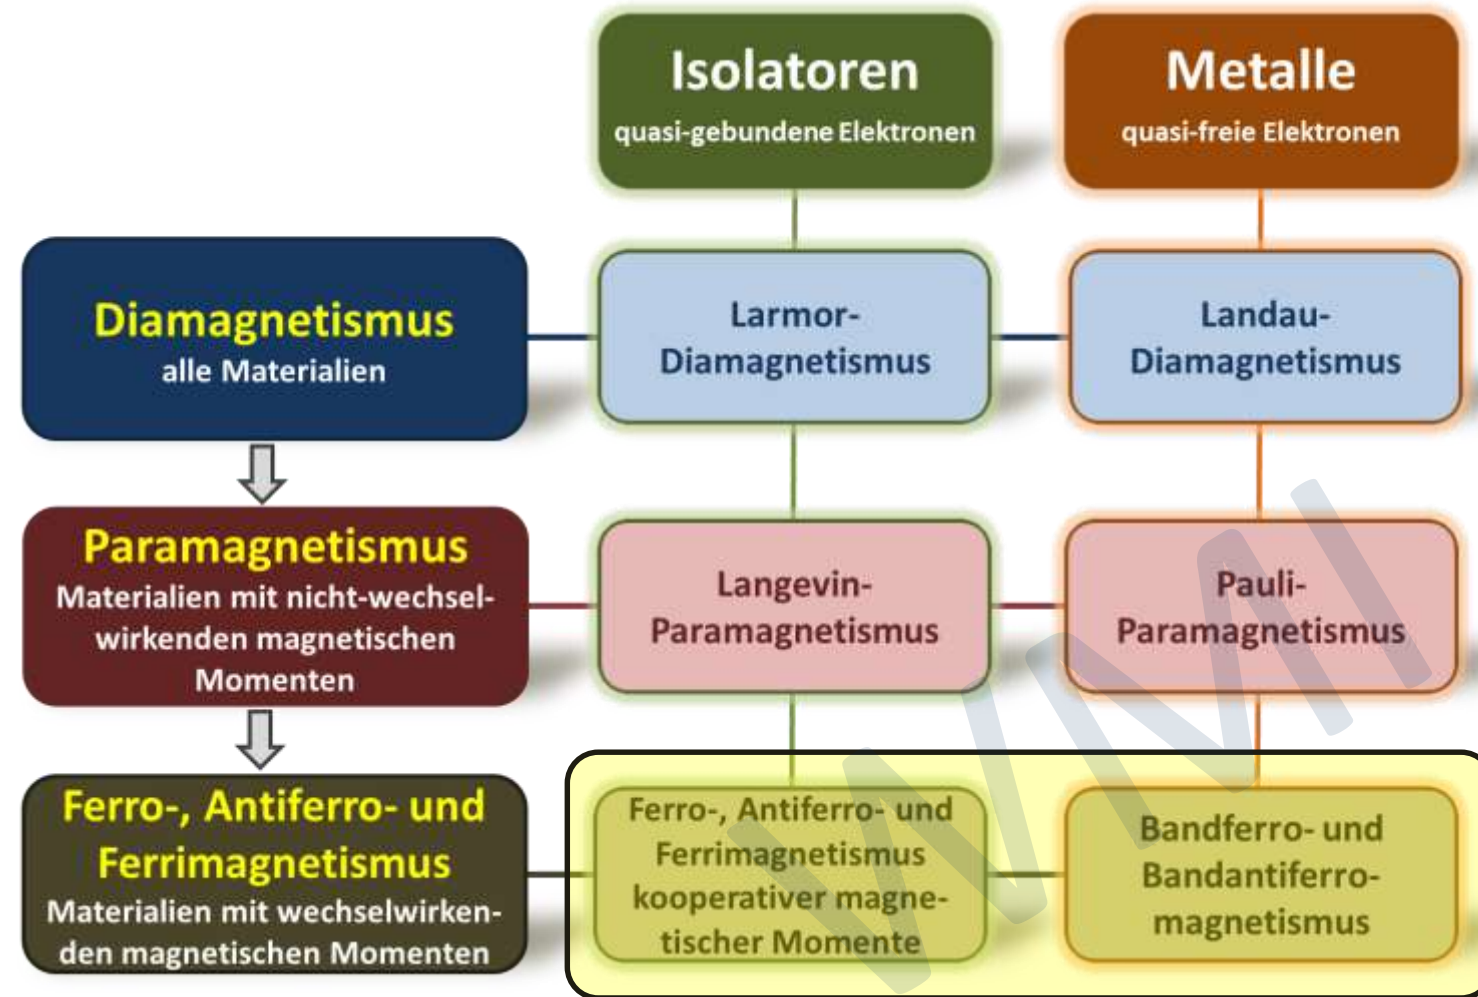 Isolatoren
quasi-gebundene Elektronen
Metalle
quasi-freie Elektronen
Diamagnetismus
alle Materialien
Larmor-
Diamagnetismus
Landau-
Diamagnetismus
Paramagnetismus
Materialien mit nicht-wechsel-
wirkenden magnetischen
Momenten
Langevin-
Paramagnetismus
Pauli-
Paramagnetismus
Ferro-, Antiferro- und
Ferrimagnetismus
Materialien mit wechselwirken-
den magnetischen Momenten
Ferro-, Antiferro- und
Ferrimagnetismus
kooperativer magne-
tischer Momente
Bandferro- und
Bandantiferro-
magnetismus
WMI